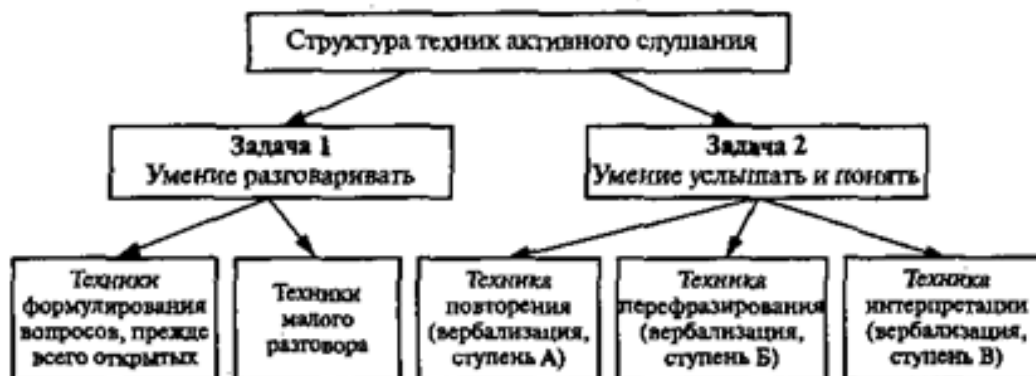 Структура техник активного слушания
Задача 1
Умение разговаривать
Задача 2
Умение услышать и понять
Техники
формулирования
вопросов, прежде
всего открытых
Техники
малого
разговора
Техника
повторения
(вербализация,
ступень А)
Техника
перефразирования
(вербализация,
ступень Б)
Техника
интерпретации
(вербализация,
ступень В)